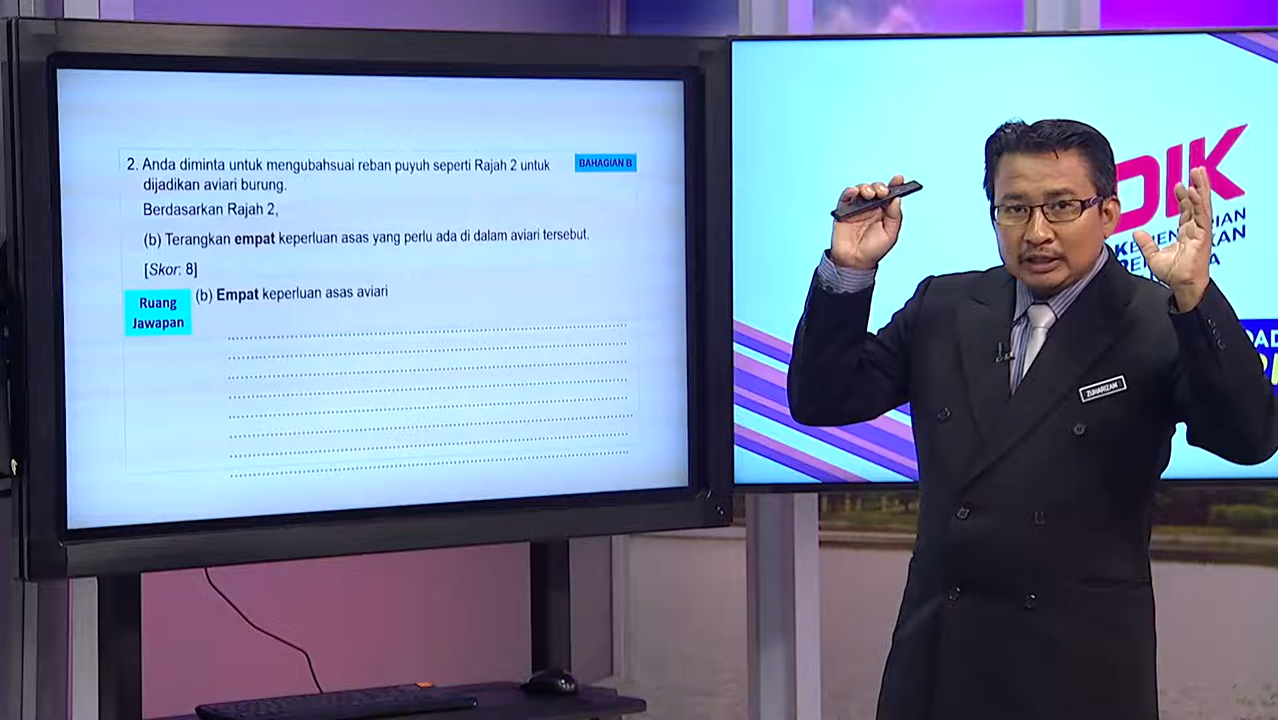 2. Anda diminta untuk mengubahsuai reban puyuh seperti Rajah 2 untuk
dijadikan aviari burung.
BAHAGIAN B
Berdasarkan Rajah 2,
(b) Terangkan empat keperluan asas yang perlu ada di dalam aviari tersebut.
[Skor: 8]
Ruang
Jawapan
(b) Empat keperluan asas aviari
DIK
ZUHARIZAM